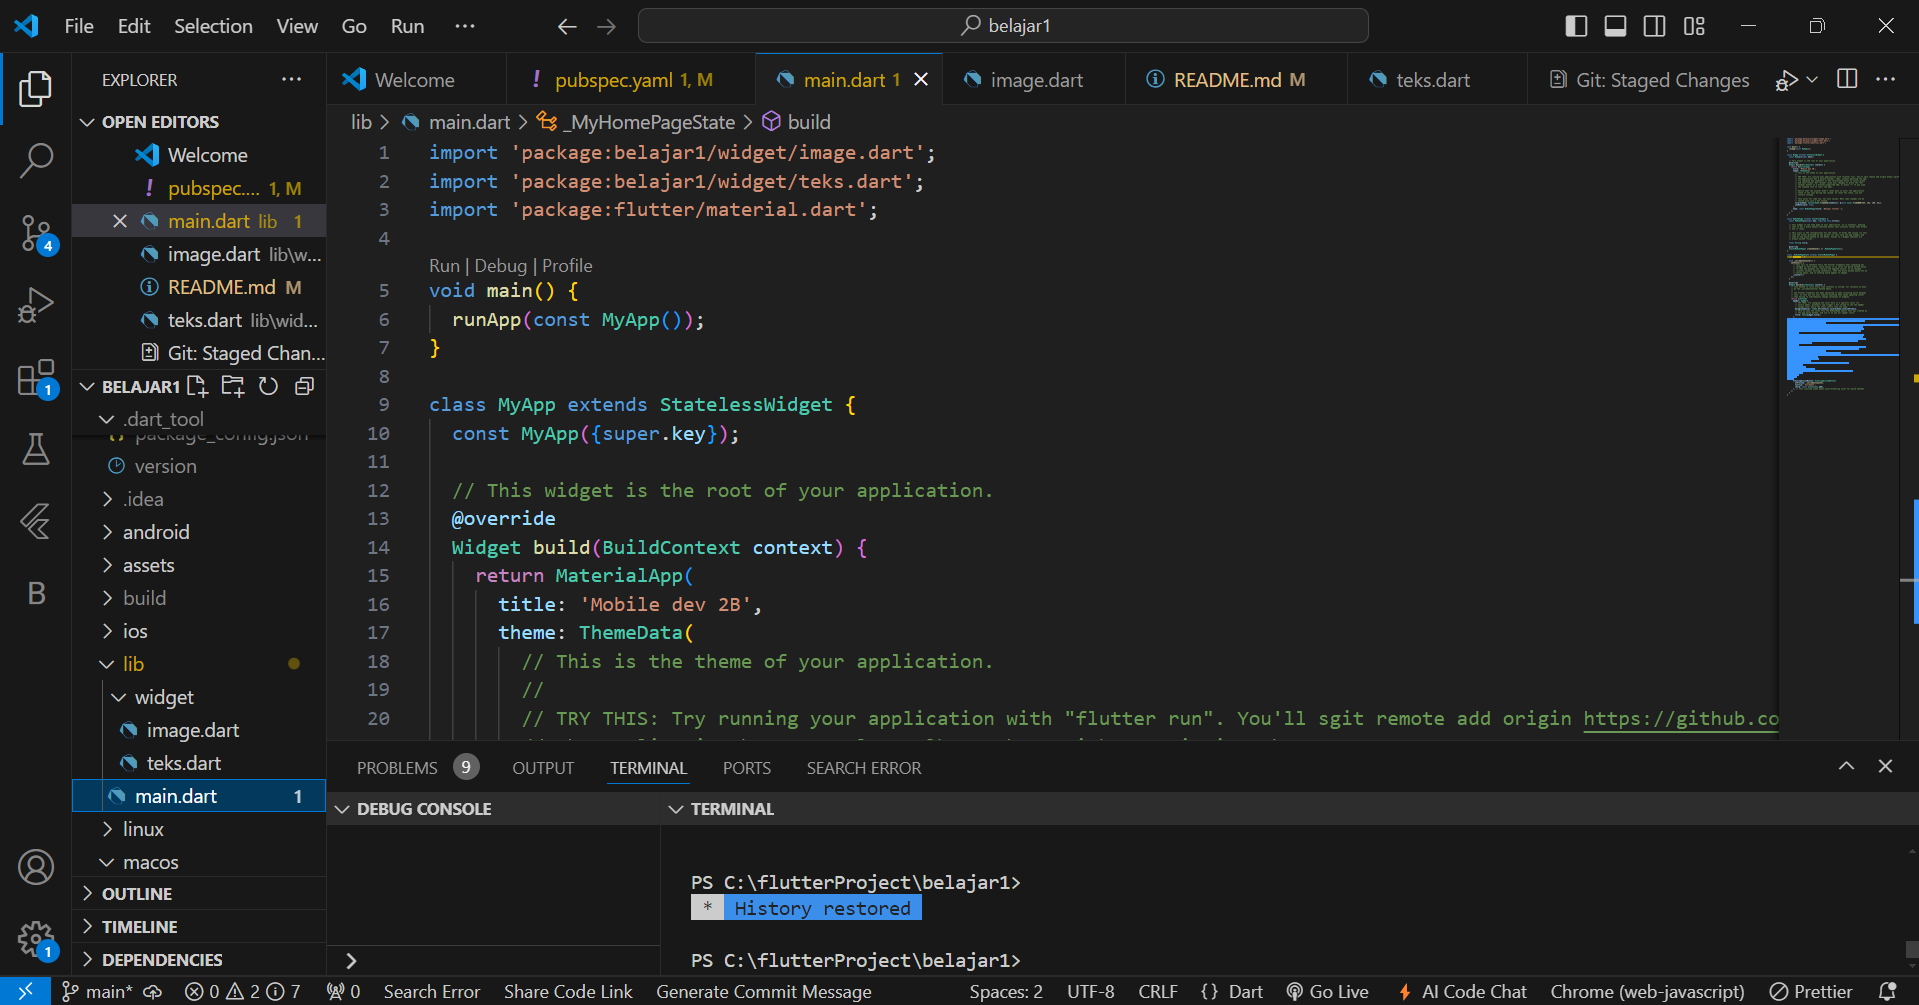 File Edit Selection View Go Run ··· belajar1
EXPLORER ···
OPEN EDITORS
Welcome
! pubspec.... 1, M
main.dart lib 1
image.dart lib\w...
README.md M
teks.dart lib\wid...
Git: Staged Chan...
BELAJAR1
.dart_tool
package_config.json
version
.idea
android
assets
build
ios
lib
widget
image.dart
teks.dart
main.dart 1
linux
macos
OUTLINE
TIMELINE
DEPENDENCIES
4
1
B
1
Welcome ! pubspec.yaml 1, M main.dart 1 image.dart README.md M teks.dart Git: Staged Changes ···
lib > main.dart > _MyHomePageState > build
1 import 'package:belajar1/widget/image.dart';
2 import 'package:belajar1/widget/teks.dart';
3 import 'package:flutter/material.dart';
4
Run | Debug | Profile
5 void main() {
6 runApp(const MyApp());
7 }
8
9 class MyApp extends StatelessWidget {
10 const MyApp({super.key});
11
12 // This widget is the root of your application.
13 @override
14 Widget build(BuildContext context) {
15 return MaterialApp(
16 title: 'Mobile dev 2B',
17 theme: ThemeData(
18 // This is the theme of your application.
19 //
20 // TRY THIS: Try running your application with "flutter run". You'll sgit remote add origin https://github.co
PROBLEMS 9 OUTPUT TERMINAL PORTS SEARCH ERROR
DEBUG CONSOLE
TERMINAL
PS C:\flutterProject\belajar1>
* History restored
PS C:\flutterProject\belajar1>
>
main* 0 2 7 0 Search Error Share Code Link Generate Commit Message Spaces: 2 UTF-8 CRLF {} Dart Go Live AI Code Chat Chrome (web-javascript) Prettier